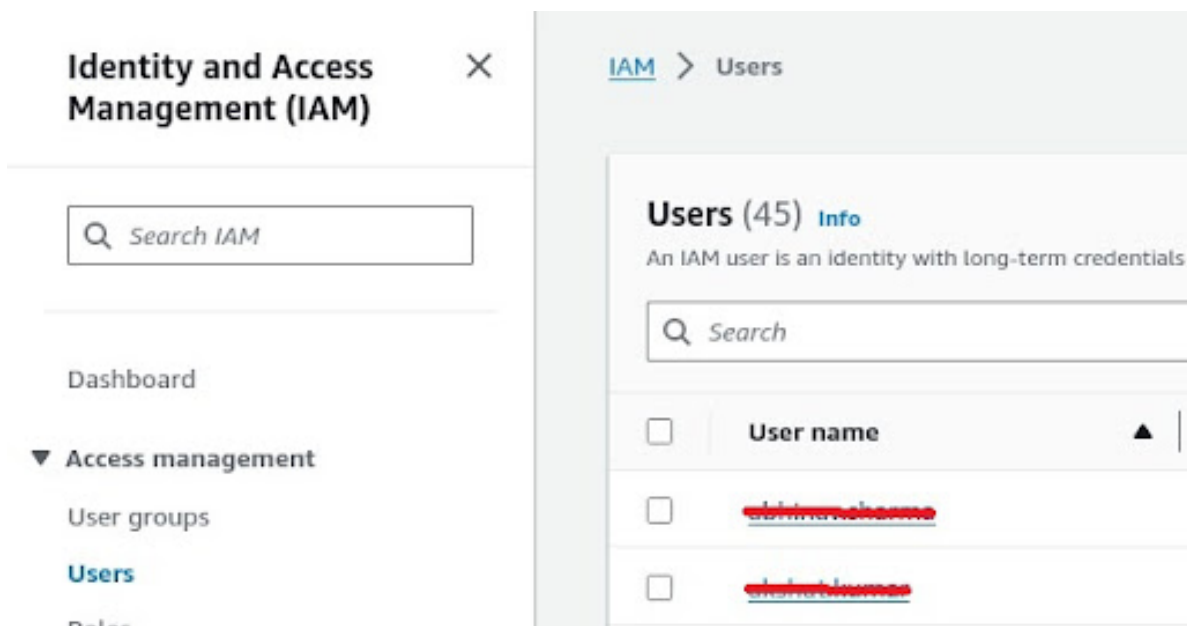 Identity and Access
Management (IAM)
Search IAM
Dashboard
Access management
User groups
Users
IAM > Users
Users (45) Info
An IAM user is an identity with long-term credentials
Search
User name